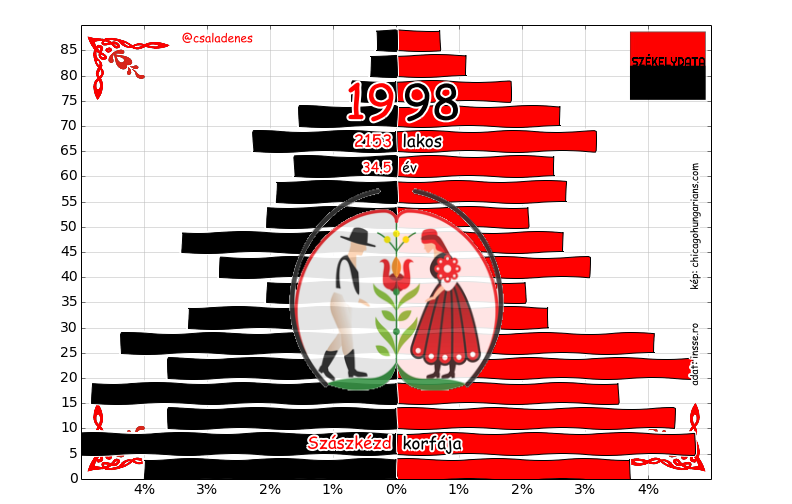 @csaladenes
SZÉKELYDATA
1998
2153 lakos
34.5 év
kép: chicagohungarians.com
adat: insse.ro
Szászkézd korfája
85
80
75
70
65
60
55
50
45
40
35
30
25
20
15
10
5
0
4% 3% 2% 1% 0% 1% 2% 3% 4%